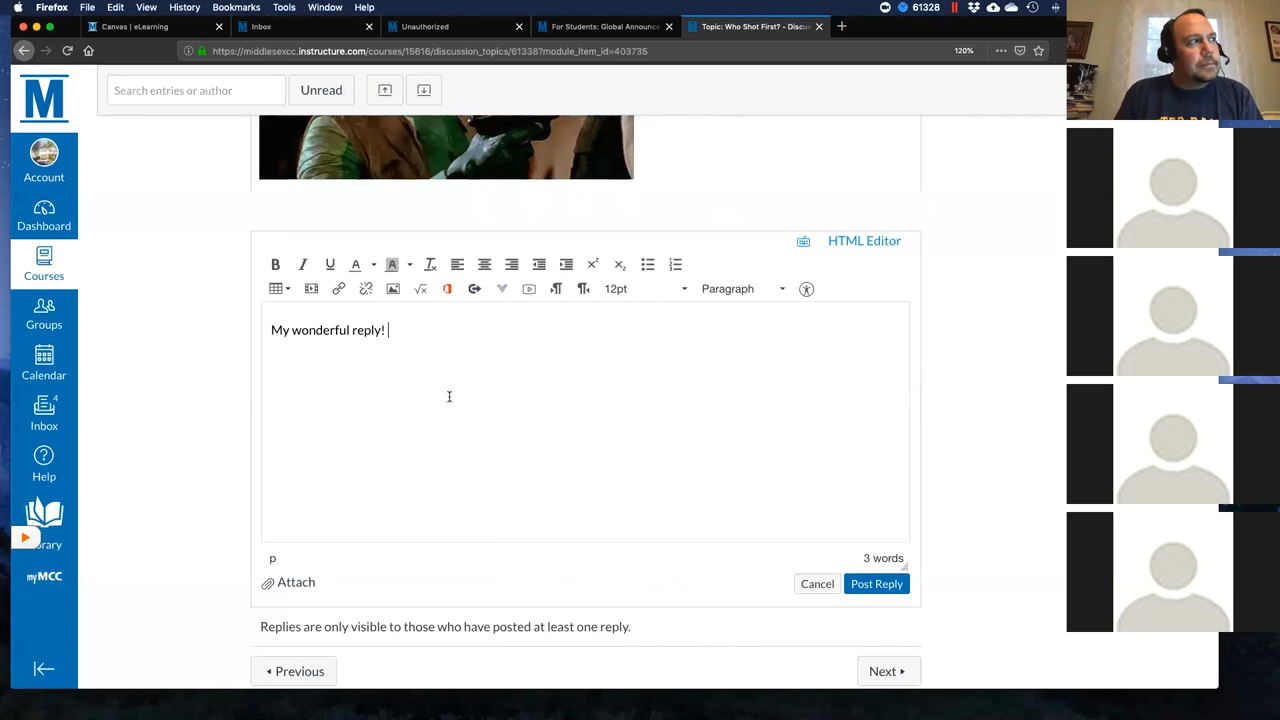 Firefox File Edit View History Bookmarks Tools Window Help 61328
Canvas | eLearning Inbox Unauthorized For Students: Global Announce Topic: Who Shot First? - Discu
https://middlesexcc.instructure.com/courses/15616/discussion_topics/61338?module_item_id=403735 120%
M
Search entries or author Unread
Account
Dashboard
Courses
Groups
Calendar
4
Inbox
Help
brary
myMCC
HTML Editor
B I U A A
12pt Paragraph
My wonderful reply!
p 3 words
Attach Cancel Post Reply
Replies are only visible to those who have posted at least one reply.
Previous Next